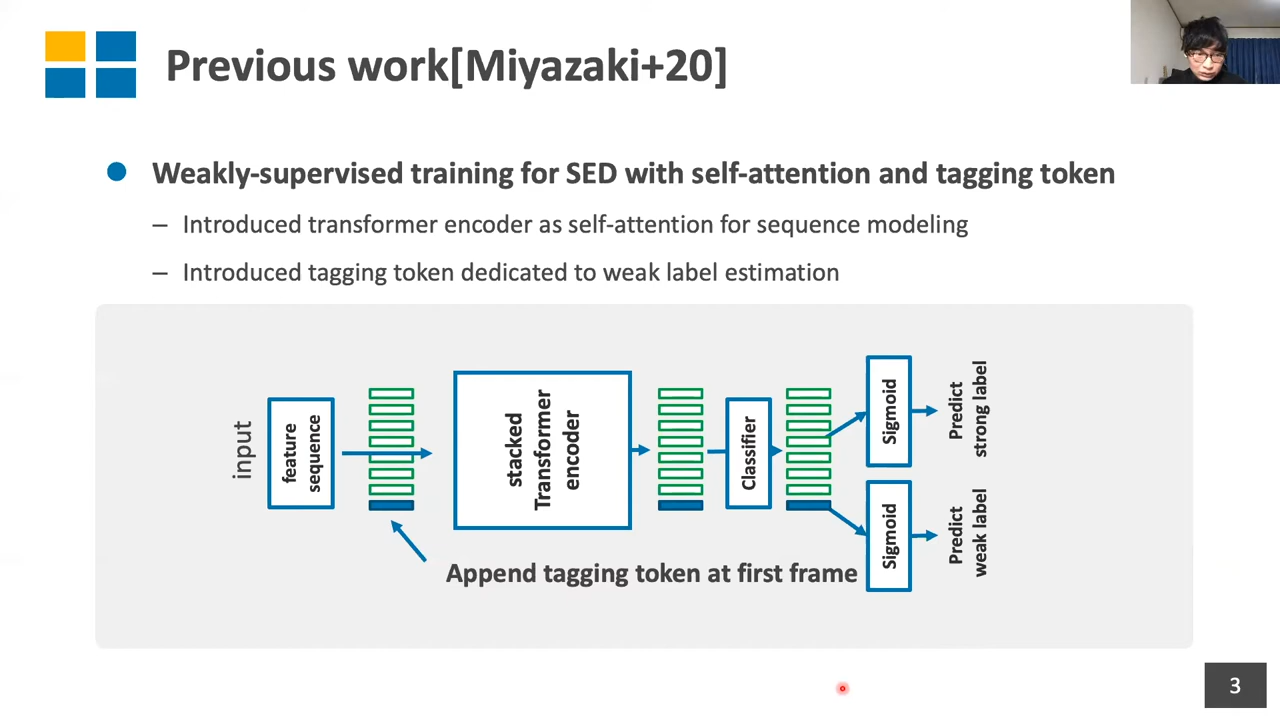 Previous work[Miyazaki+20]
Weakly-supervised training for SED with self-attention and tagging token
– Introduced transformer encoder as self-attention for sequence modeling
– Introduced tagging token dedicated to weak label estimation
input
feature
sequence
stacked
Transformer
encoder
Classifier
Sigmoid
Predict
strong label
Sigmoid
Predict
weak label
Append tagging token at first frame
3